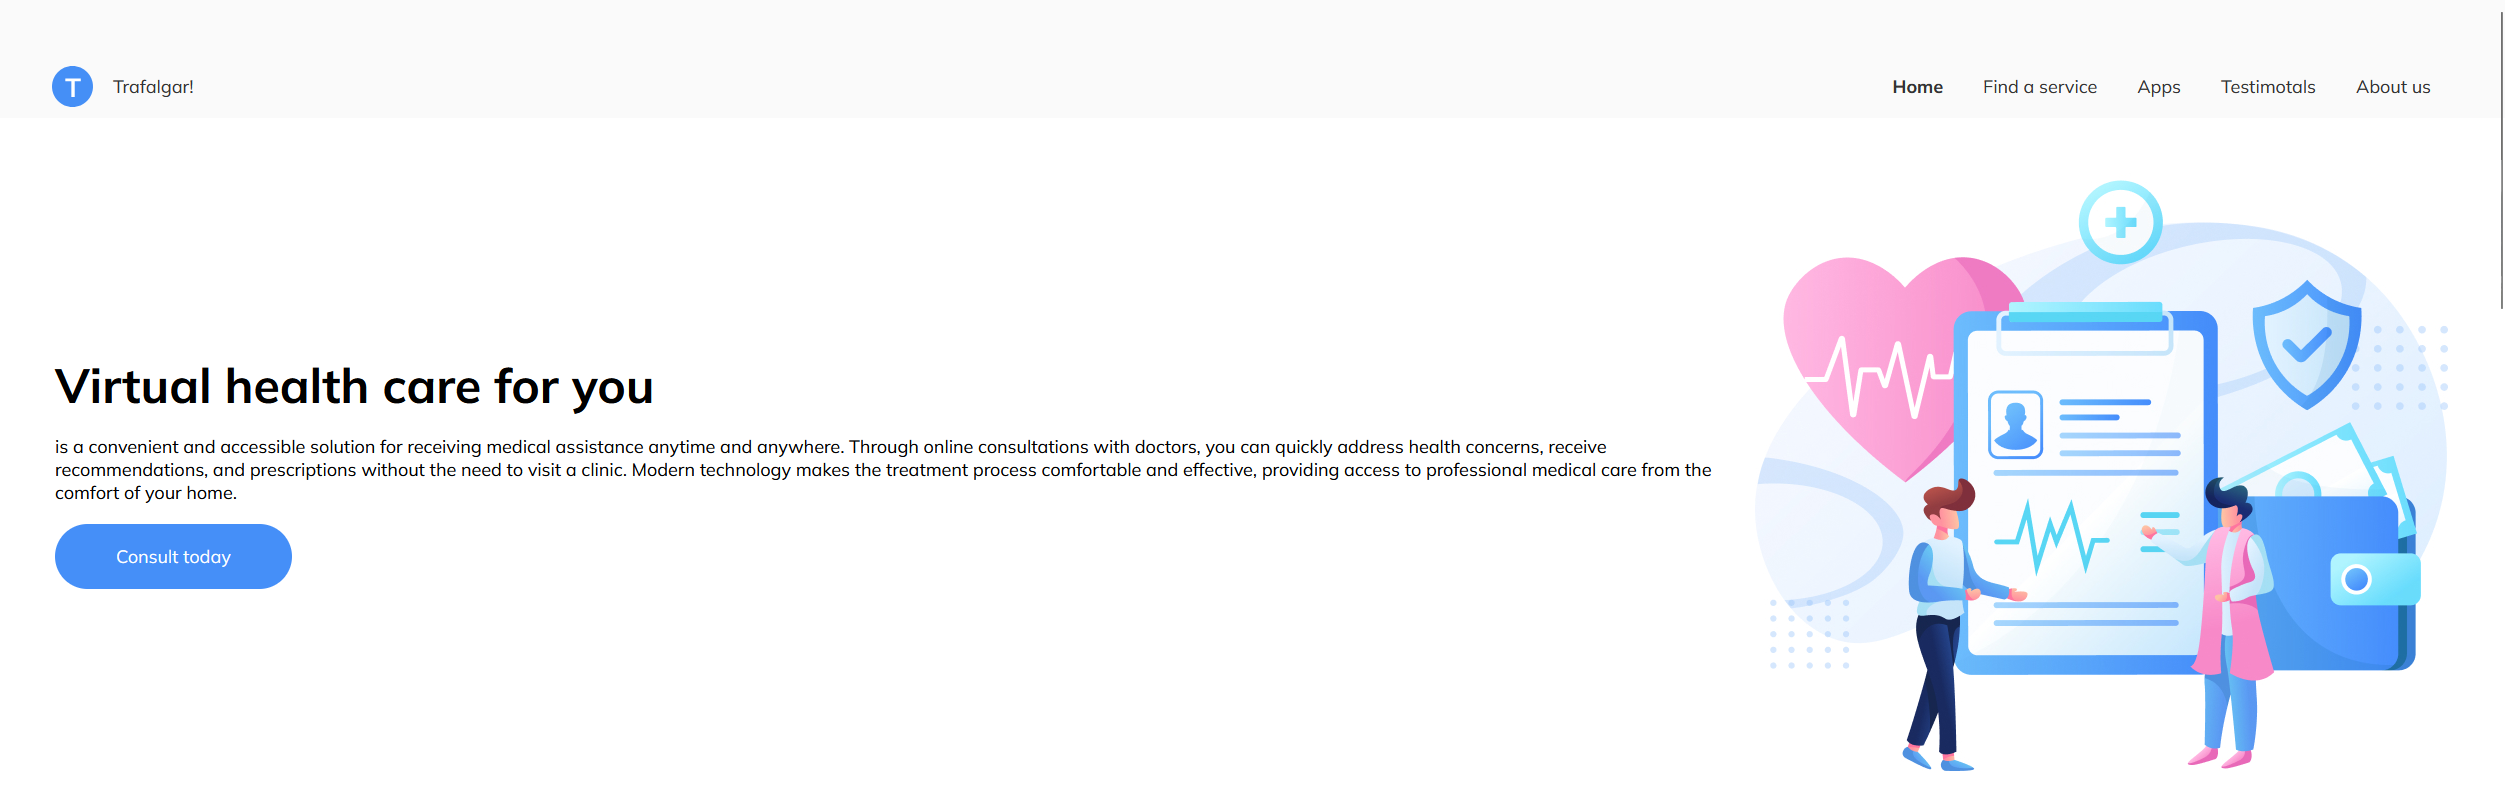 T
Trafalgar!
Home
Find a service
Apps
Testimotals
About us
Virtual health care for you
is a convenient and accessible solution for receiving medical assistance anytime and anywhere. Through online consultations with doctors, you can quickly address health concerns, receive
recommendations, and prescriptions without the need to visit a clinic. Modern technology makes the treatment process comfortable and effective, providing access to professional medical care from the
comfort of your home.
Consult today